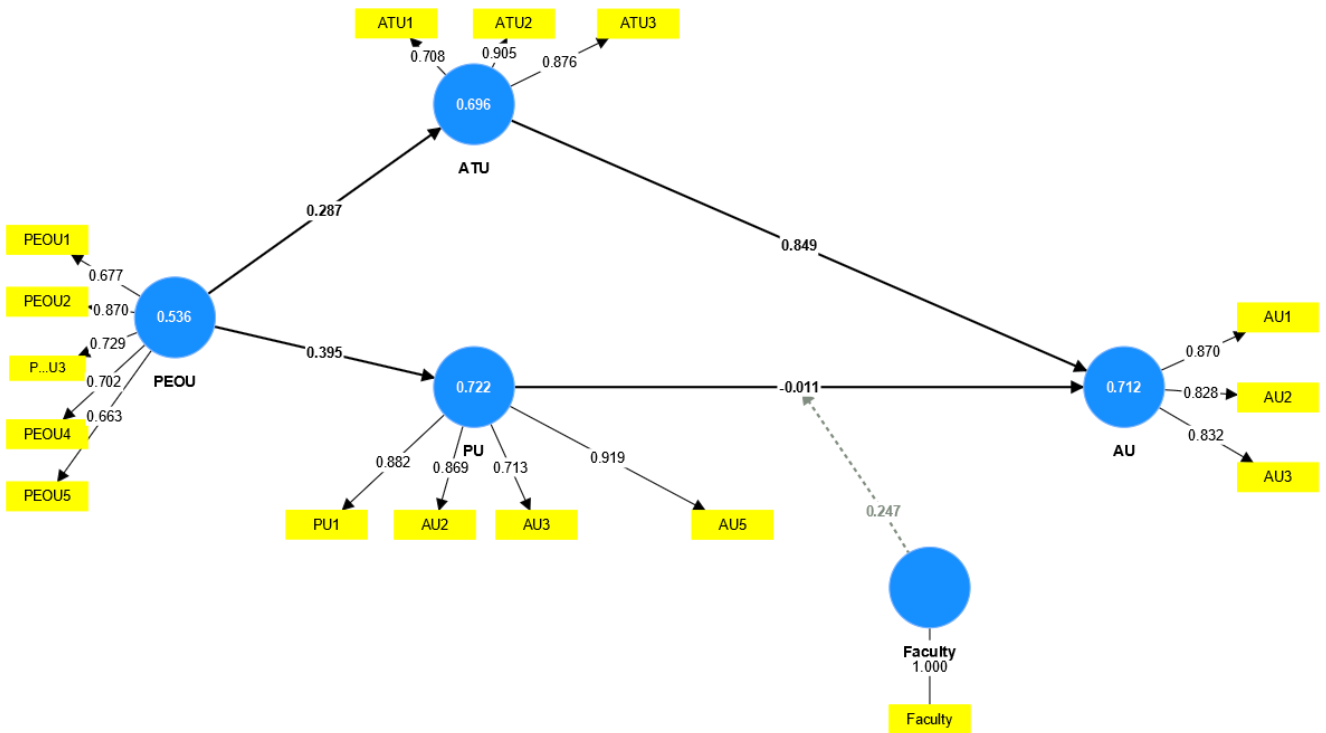 ATU1
ATU2
ATU3
0.708
0.905
0.876
0.696
ATU
0.287
0.849
PEOU1
PEOU2
P...U3
PEOU4
PEOU5
0.677
0.870
0.729
0.702
0.663
0.536
PEOU
0.395
0.722
PU
-0.011
0.882
0.869
0.713
0.919
PU1
AU2
AU3
AU5
0.712
AU
0.870
0.828
0.832
AU1
AU2
AU3
0.247
Faculty
1.000
Faculty